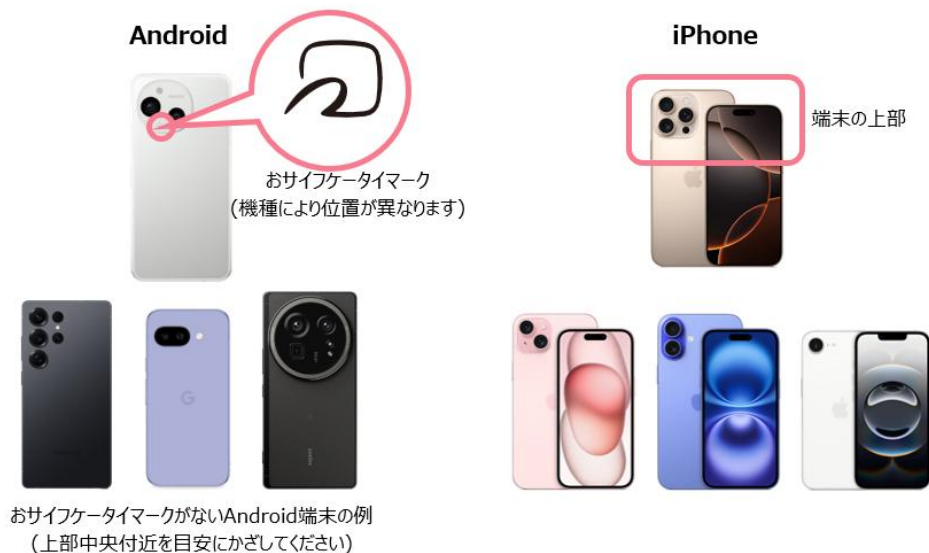 Android
iPhone
端末の上部
おサイフケータイマーク
(機種により位置が異なります)
G
おサイフケータイマークがないAndroid端末の例
(上部中央付近を目安にかざしてください)